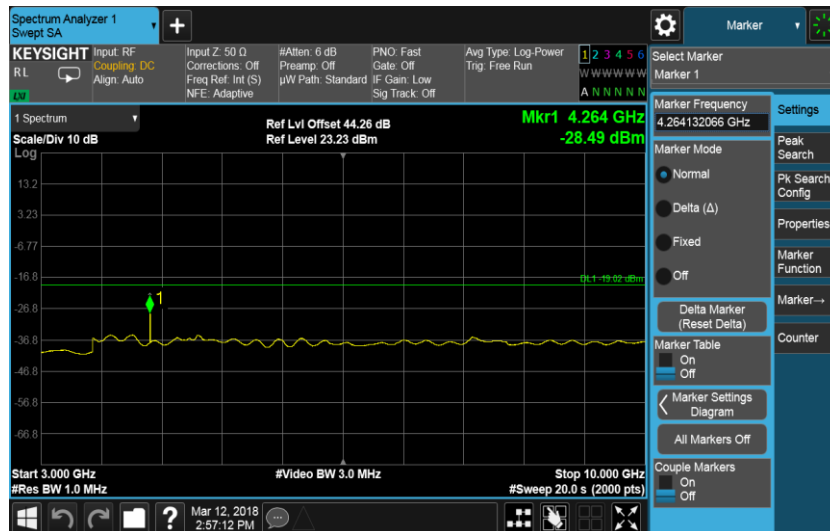 Spectrum Analyzer 1
Swept SA
+
Marker
KEYSIGHT
RL
LXI
Input: RF
Coupling: DC
Align: Auto
Input Z: 50 Ω
Corrections: Off
Freq Ref: Int (S)
NFE: Adaptive
#Atten: 6 dB
Preamp: Off
µW Path: Standard
PNO: Fast
Gate: Off
IF Gain: Low
Sig Track: Off
Avg Type: Log-Power
Trig: Free Run
1 2 3 4 5 6
W W W W W W
A N N N N N
Select Marker
Marker 1
1 Spectrum
Scale/Div 10 dB
Log
Ref Lvl Offset 44.26 dB
Ref Level 23.23 dBm
Mkr1 4.264 GHz
-28.49 dBm
13.2
3.23
-6.77
-16.8
-26.8
-36.8
-46.8
-56.8
-66.8
DL1 -19.02 dBm
1
Start 3.000 GHz
#Res BW 1.0 MHz
#Video BW 3.0 MHz
Stop 10.000 GHz
#Sweep 20.0 s (2000 pts)
Marker Frequency
4.264132066 GHz
Marker Mode
Normal
Delta (Δ)
Fixed
Off
Delta Marker
(Reset Delta)
Marker Table
On
Off
Marker Settings
Diagram
All Markers Off
Couple Markers
On
Off
Settings
Peak
Search
Pk Search
Config
Properties
Marker
Function
Marker→
Counter
?
Mar 12, 2018
2:57:12 PM